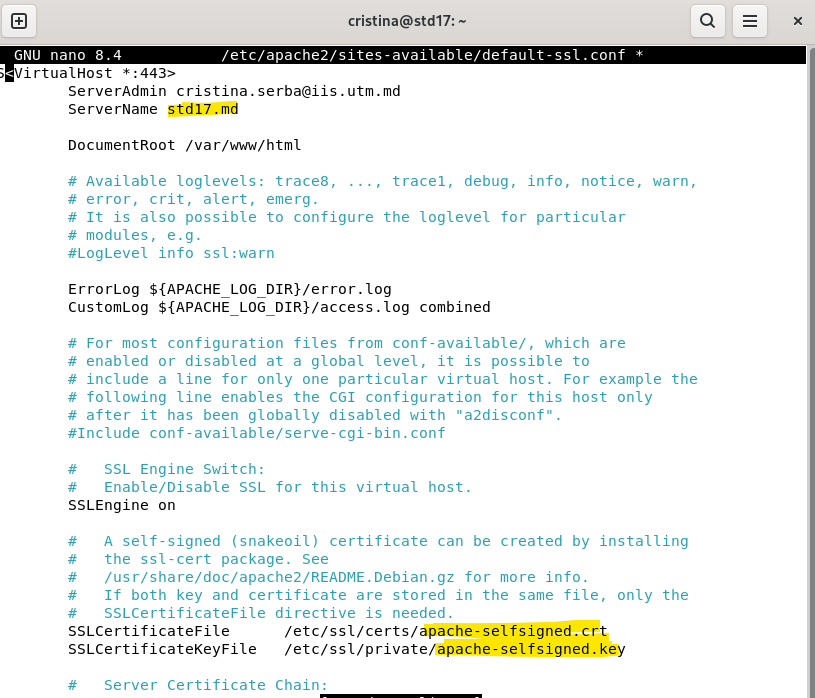 cristina@std17: ~
GNU nano 8.4 /etc/apache2/sites-available/default-ssl.conf *
S<VirtualHost *:443>
ServerAdmin cristina.serba@iis.utm.md
ServerName std17.md
DocumentRoot /var/www/html
# Available loglevels: trace8, ..., trace1, debug, info, notice, warn,
# error, crit, alert, emerg.
# It is also possible to configure the loglevel for particular
# modules, e.g.
#LogLevel info ssl:warn
ErrorLog ${APACHE_LOG_DIR}/error.log
CustomLog ${APACHE_LOG_DIR}/access.log combined
# For most configuration files from conf-available/, which are
# enabled or disabled at a global level, it is possible to
# include a line for only one particular virtual host. For example the
# following line enables the CGI configuration for this host only
# after it has been globally disabled with "a2disconf".
#Include conf-available/serve-cgi-bin.conf
#   SSL Engine Switch:
#   Enable/Disable SSL for this virtual host.
SSLEngine on
#   A self-signed (snakeoil) certificate can be created by installing
#   the ssl-cert package. See
#   /usr/share/doc/apache2/README.Debian.gz for more info.
#   If both key and certificate are stored in the same file, only the
#   SSLCertificateFile directive is needed.
SSLCertificateFile      /etc/ssl/certs/apache-selfsigned.crt
SSLCertificateKeyFile   /etc/ssl/private/apache-selfsigned.key
#   Server Certificate Chain: